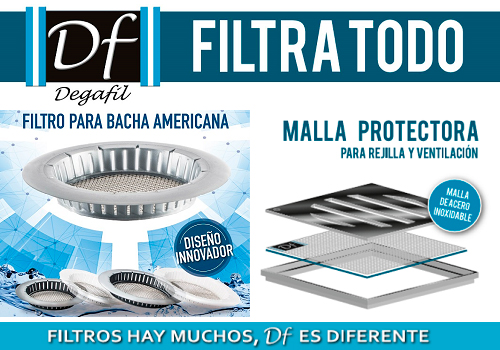 Df
Degafil
FILTRA TODO
FILTRO PARA BACHA AMERICANA
DISEÑO
INNOVADOR
MALLA PROTECTORA
PARA REJILLA Y VENTILACIÓN
MALLA
DE ACERO
INOXIDABLE
Df
FILTROS HAY MUCHOS, Df ES DIFERENTE